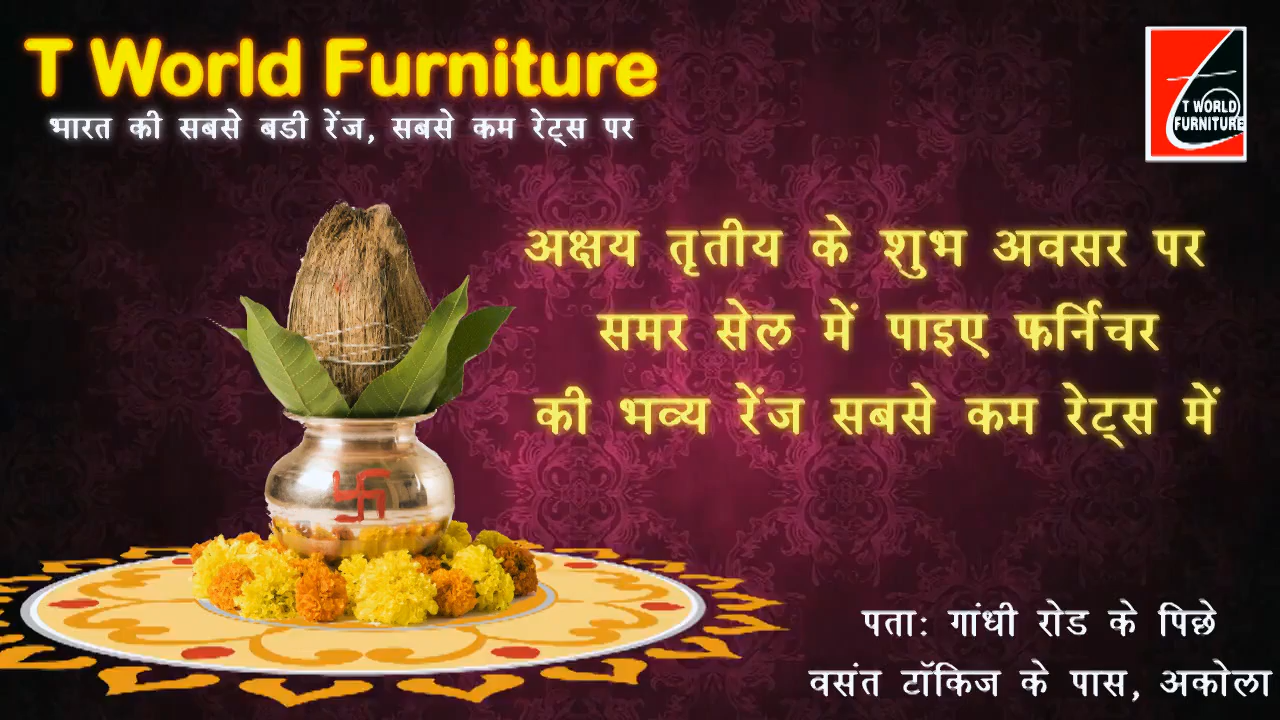 T World Furniture
भारत की सबसे बडी रेंज, सबसे कम रेट्स पर
T WORLD
FURNITURE
अक्षय तृतीय के शुभ अवसर पर
समर सेल में पाइए फर्निचर
की भव्य रेंज सबसे कम रेट्स में
पताः गांधी रोड के पिछे
वसंत टॉकिज के पास, अकोला